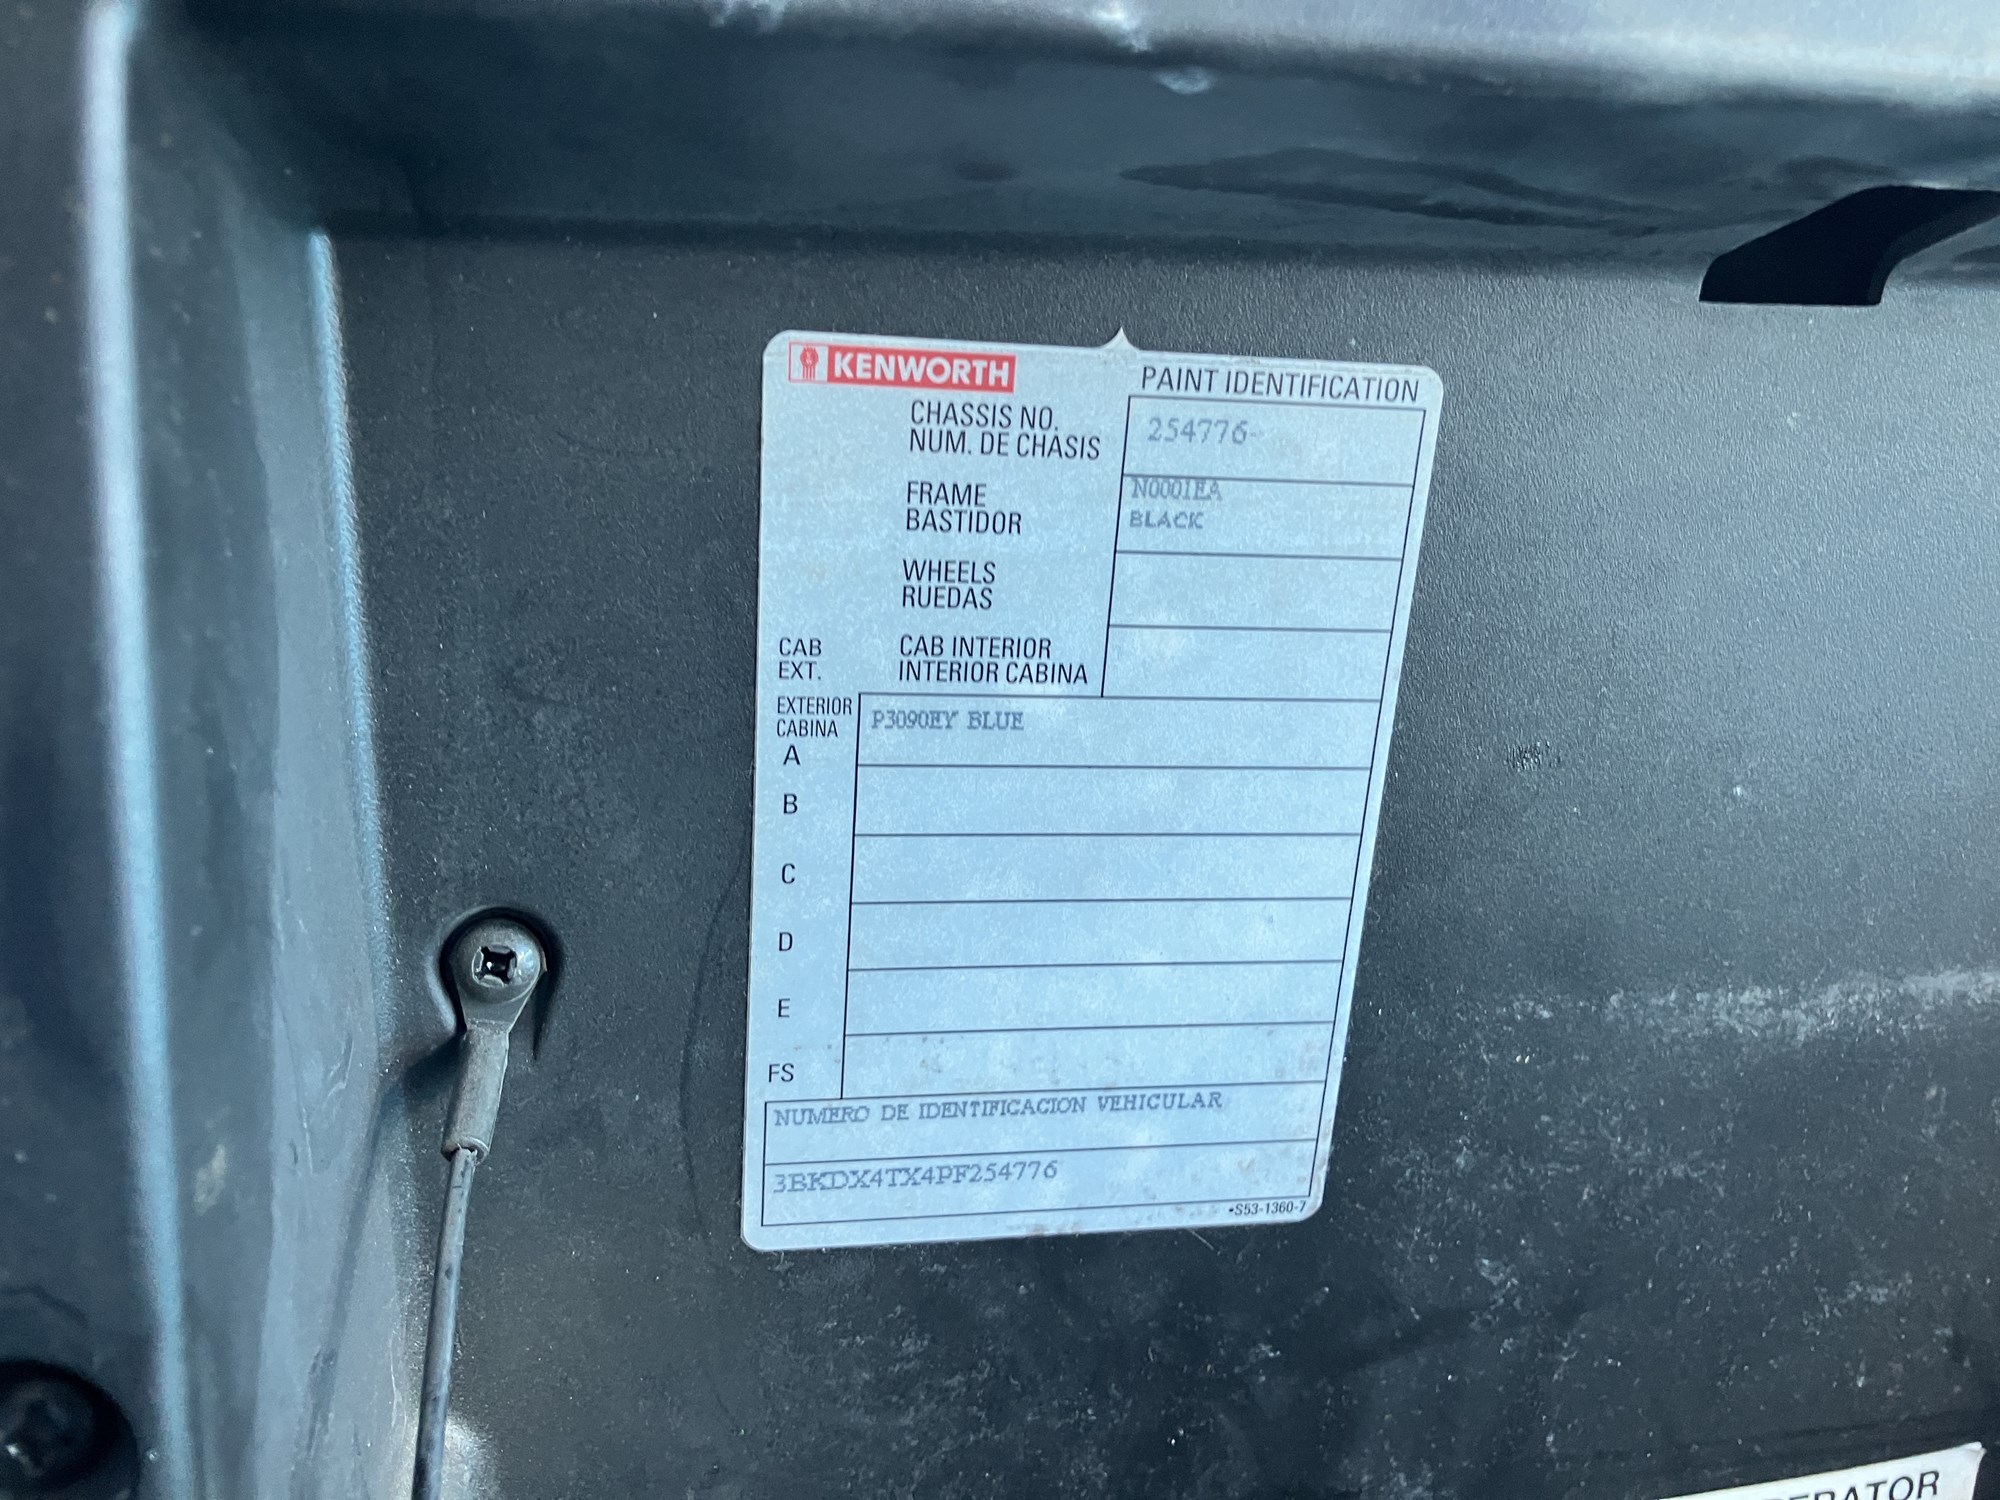 KENWORTH
PAINT IDENTIFICATION
CHASSIS NO.
NUM. DE CHASIS
254776-
FRAME
BASTIDOR
N0001EA
BLACK
WHEELS
RUEDAS
CAB
EXT.
CAB INTERIOR
INTERIOR CABINA
EXTERIOR
CABINA
A
P3090EY BLUE
B
C
D
E
FS
NUMERO DE IDENTIFICACION VEHICULAR
3BKDX4TX4PF254776
•S53-1360-7